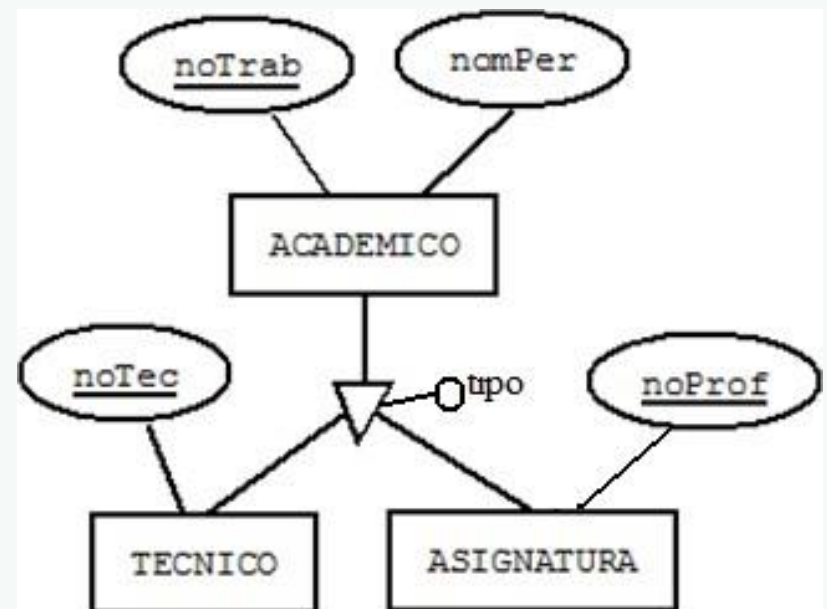 noTrab
nomPer
ACADEMICO
noTec
tipo
noProf
TECNICO
ASIGNATURA